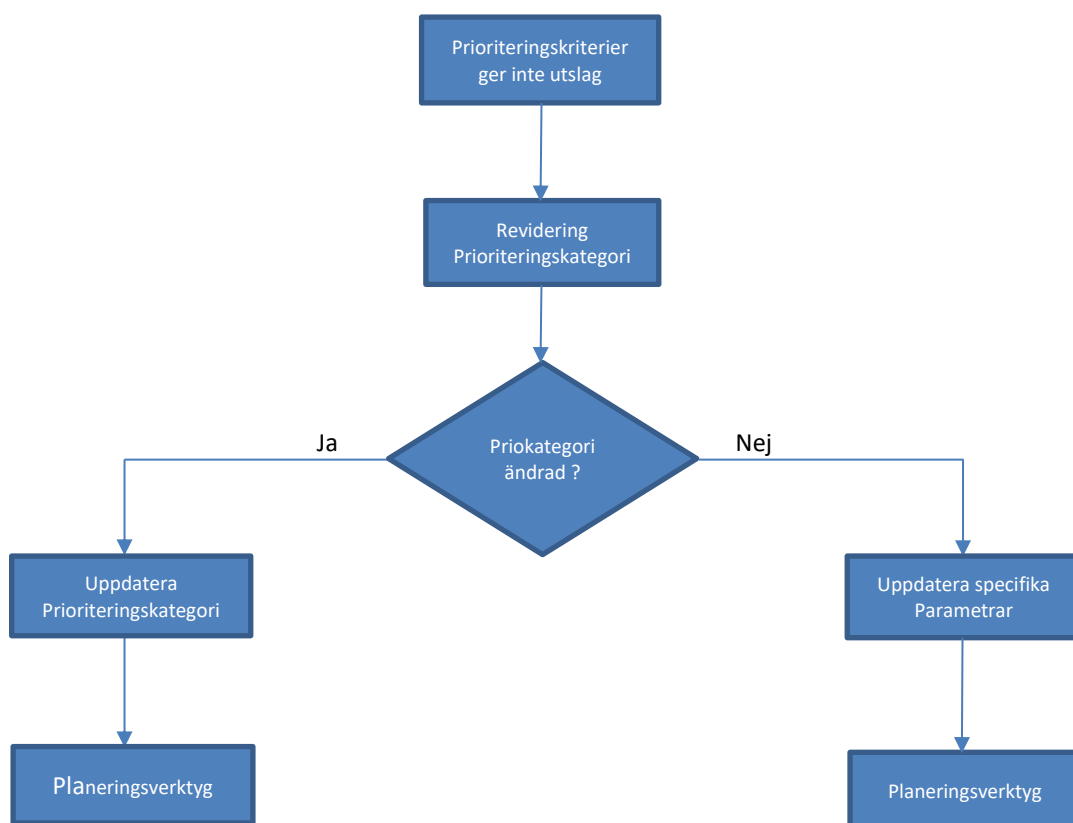 Prioriteringskriterier
ger inte utslag
Revidering
Prioriteringskategori
Priokategori
ändrad ?
Ja
Nej
Uppdatera
Prioriteringskategori
Uppdatera specifika
Parametrar
Planeringsverktyg
Planeringsverktyg